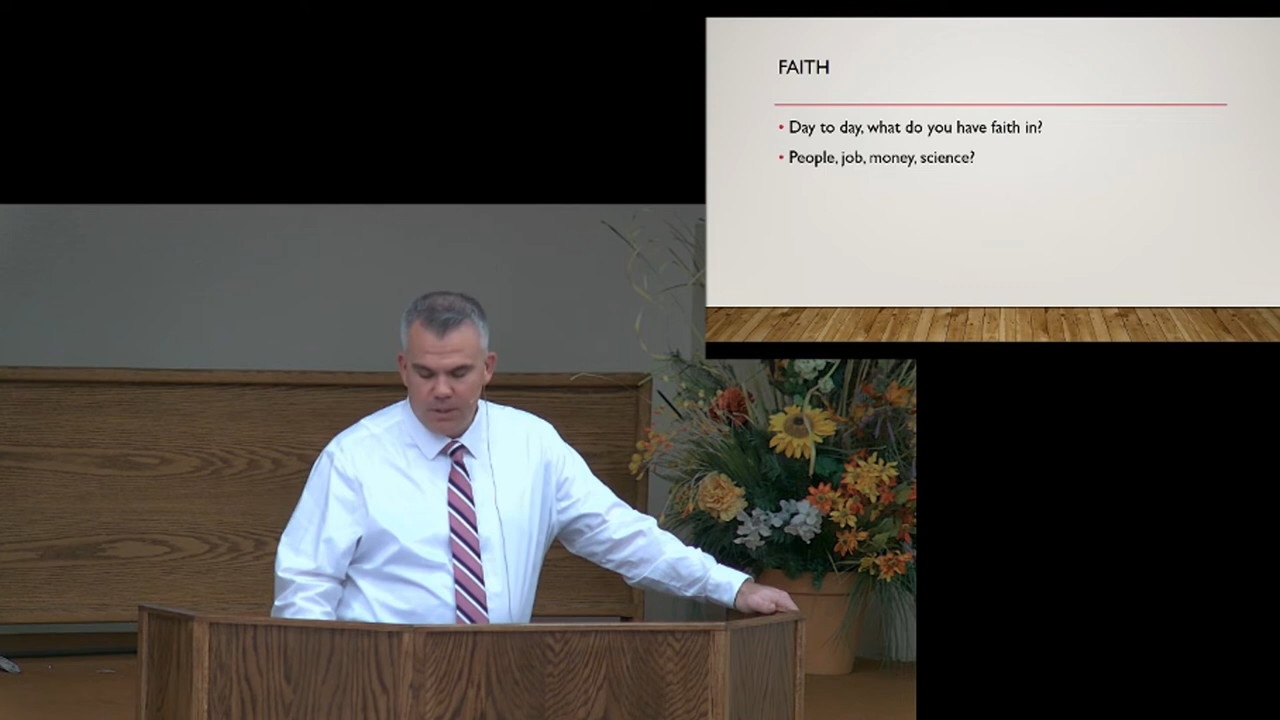 FAITH
• Day to day, what do you have faith in?
• People, job, money, science?